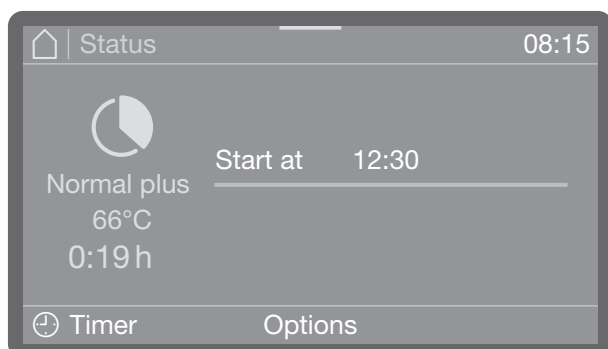 Status 08:15
Start at 12:30
Normal plus
66°C
0:19 h
Timer Options